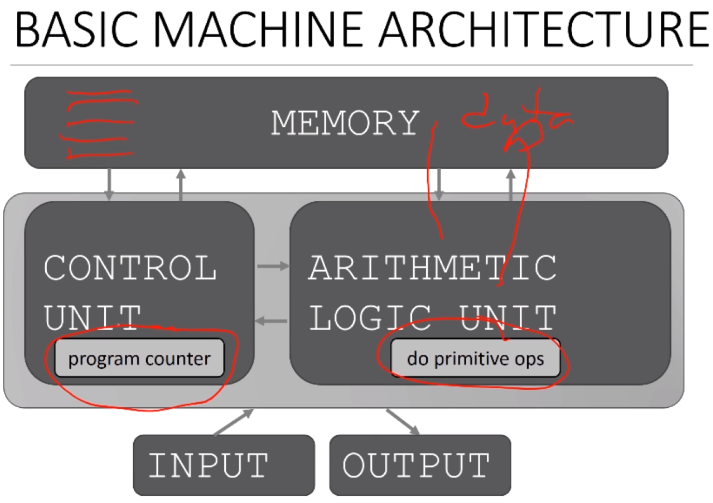 BASIC MACHINE ARCHITECTURE
MEMORY data
CONTROL
UNIT
program counter
ARITHMETIC
LOGIC UNIT
do primitive ops
INPUT
OUTPUT